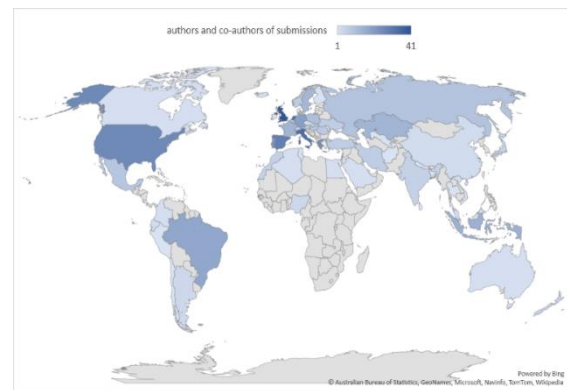 authors and co-authors of submissions
1 41
Powered by Bing
© Australian Bureau of Statistics, GeoNames, Microsoft, Navinfo, TomTom, Wikipedia